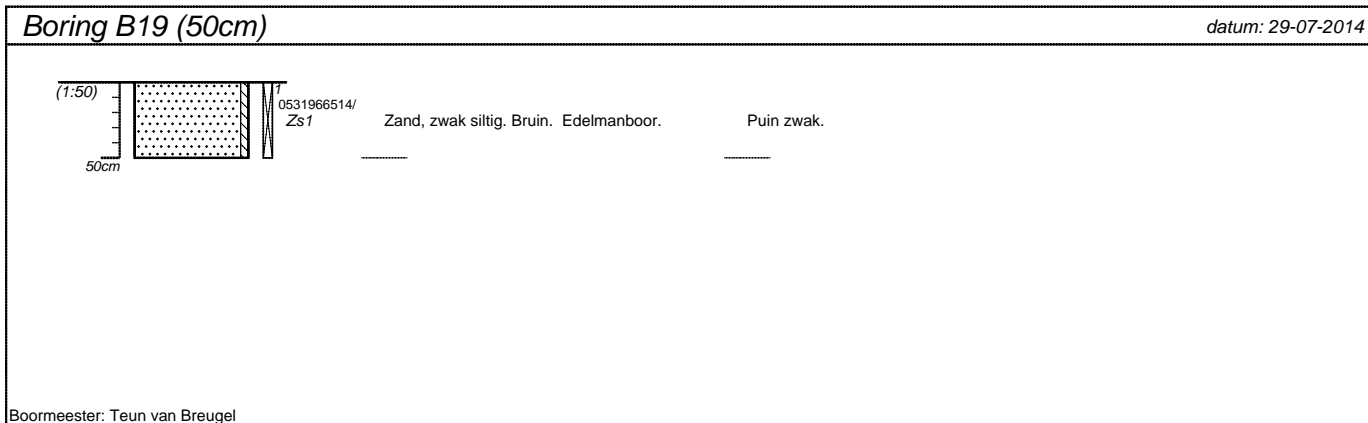 Boring B19 (50cm)
datum: 29-07-2014
(1:50)
1
0531966514/
Zs1
Zand, zwak siltig. Bruin. Edelmanboor.
Puin zwak.
50cm
Boormeester: Teun van Breugel